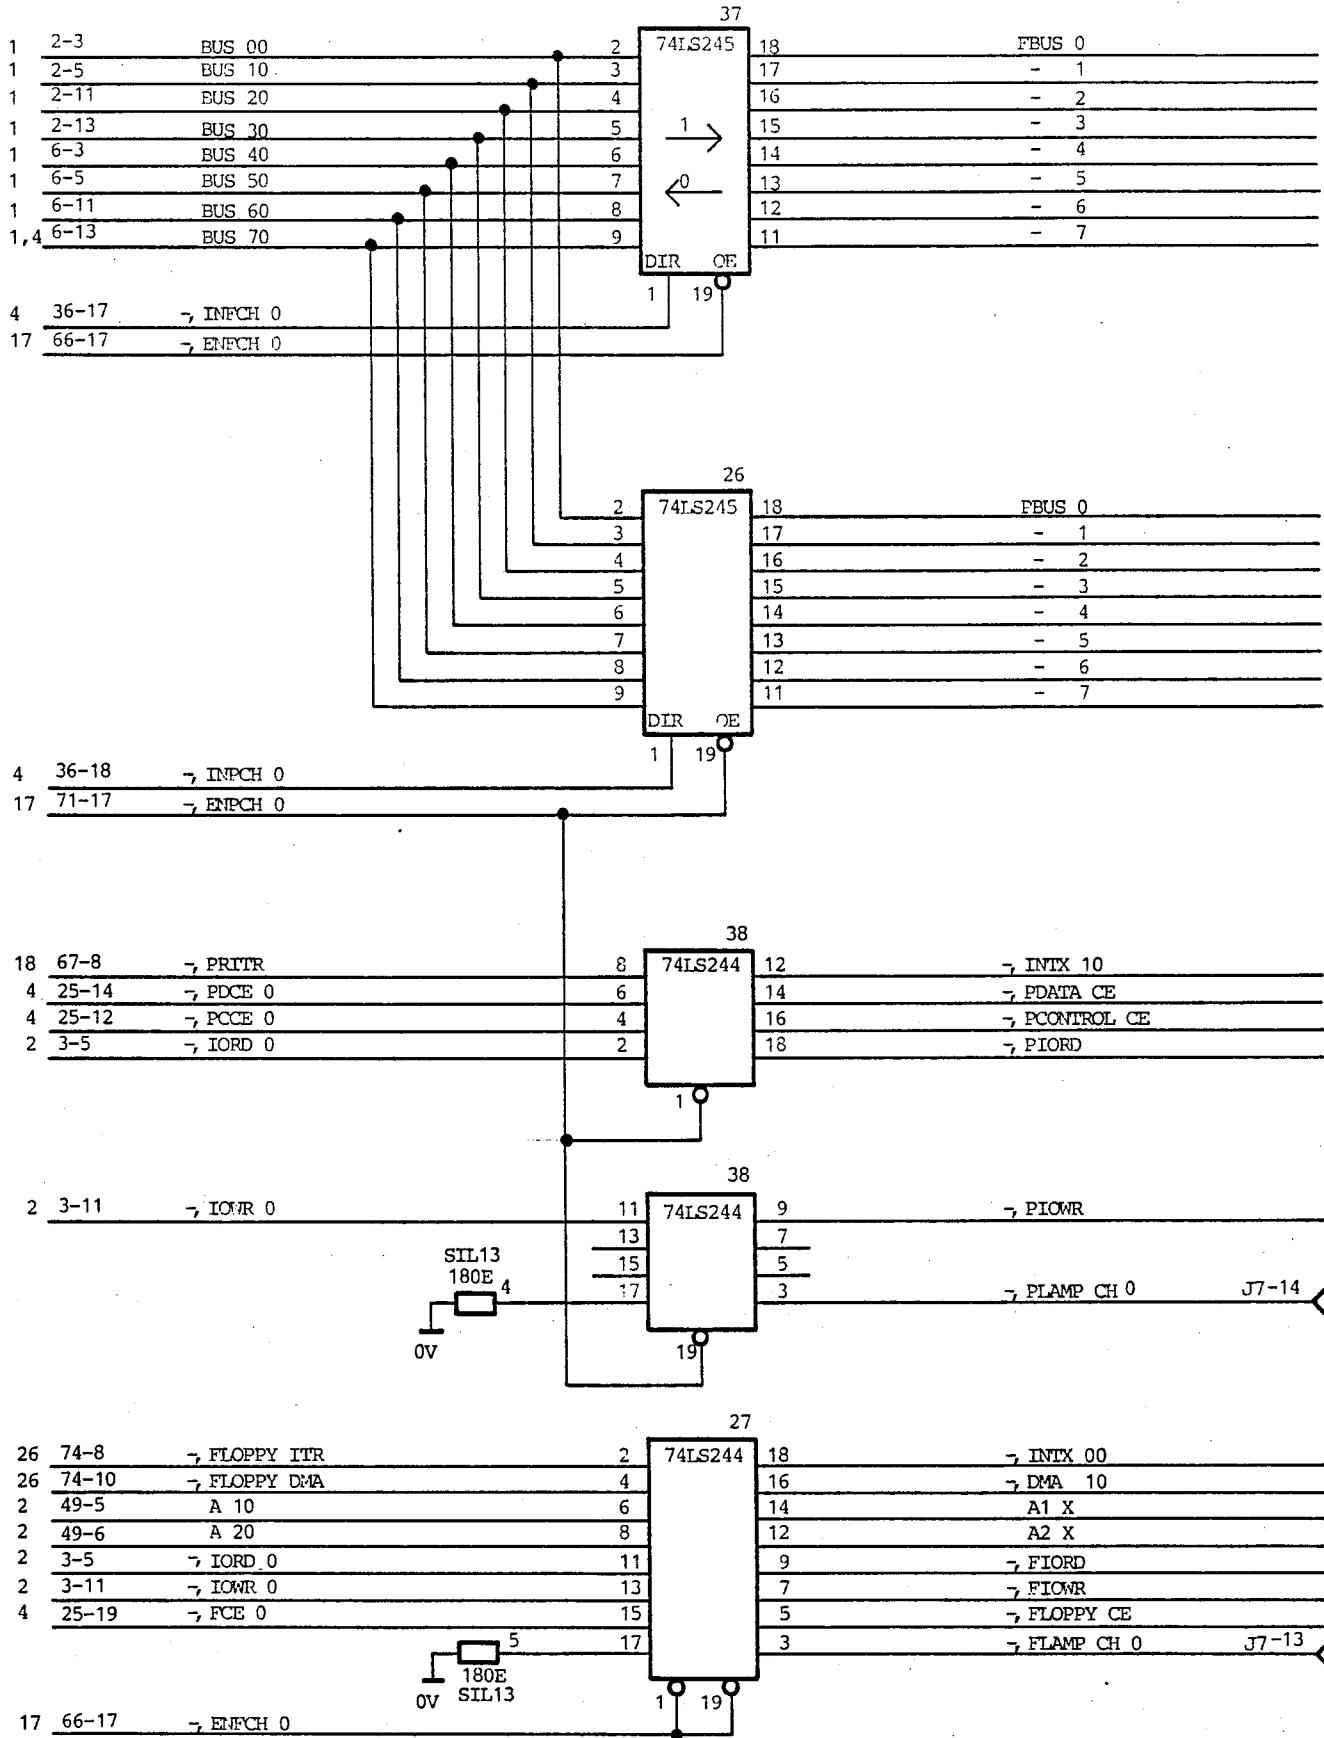 37
1 2-3 BUS 00 2 74LS245 18 FBUS 0
1 2-5 BUS 10 3 17 - 1
1 2-11 BUS 20 4 16 - 2
1 2-13 BUS 30 5 1 15 - 3
1 6-3 BUS 40 6 14 - 4
1 6-5 BUS 50 7 0 13 - 5
1 6-11 BUS 60 8 12 - 6
1,4 6-13 BUS 70 9 11 - 7
DIR OE
1 19
4 36-17 ¬, INFCH 0
17 66-17 ¬, ENFCH 0
26
2 74LS245 18 PBUS 0
3 17 - 1
4 16 - 2
5 15 - 3
6 14 - 4
7 13 - 5
8 12 - 6
9 11 - 7
DIR OE
1 19
4 36-18 ¬, INPCH 0
17 71-17 ¬, ENPCH 0
38
18 67-8 ¬, PRITR 8 74LS244 12 ¬, INTX 10
4 25-14 ¬, PDCE 0 6 14 ¬, PDATA CE
4 25-12 ¬, PCCE 0 4 16 ¬, PCONTROL CE
2 3-5 ¬, IORD 0 2 18 ¬, PIORD
1
38
2 3-11 ¬, IOWR 0 11 74LS244 9 ¬, PIOWR
13 7
SIL13 15 5
180E 4 17 3 ¬, PLAMP CH 0 J7-14
0V 19
27
26 74-8 ¬, FLOPPY ITR 2 74LS244 18 ¬, INTX 00
26 74-10 ¬, FLOPPY DMA 4 16 ¬, DMA 10
2 49-5 A 10 6 14 A1 X
2 49-6 A 20 8 12 A2 X
2 3-5 ¬, IORD 0 11 9 ¬, FIORD
2 3-11 ¬, IOWR 0 13 7 ¬, FIOWR
4 25-19 ¬, FCE 0 15 5 ¬, FLOPPY CE
5 17 3 ¬, FLAMP CH 0 J7-13
0V 180E
SIL13 1 19
17 66-17 ¬, ENFCH 0